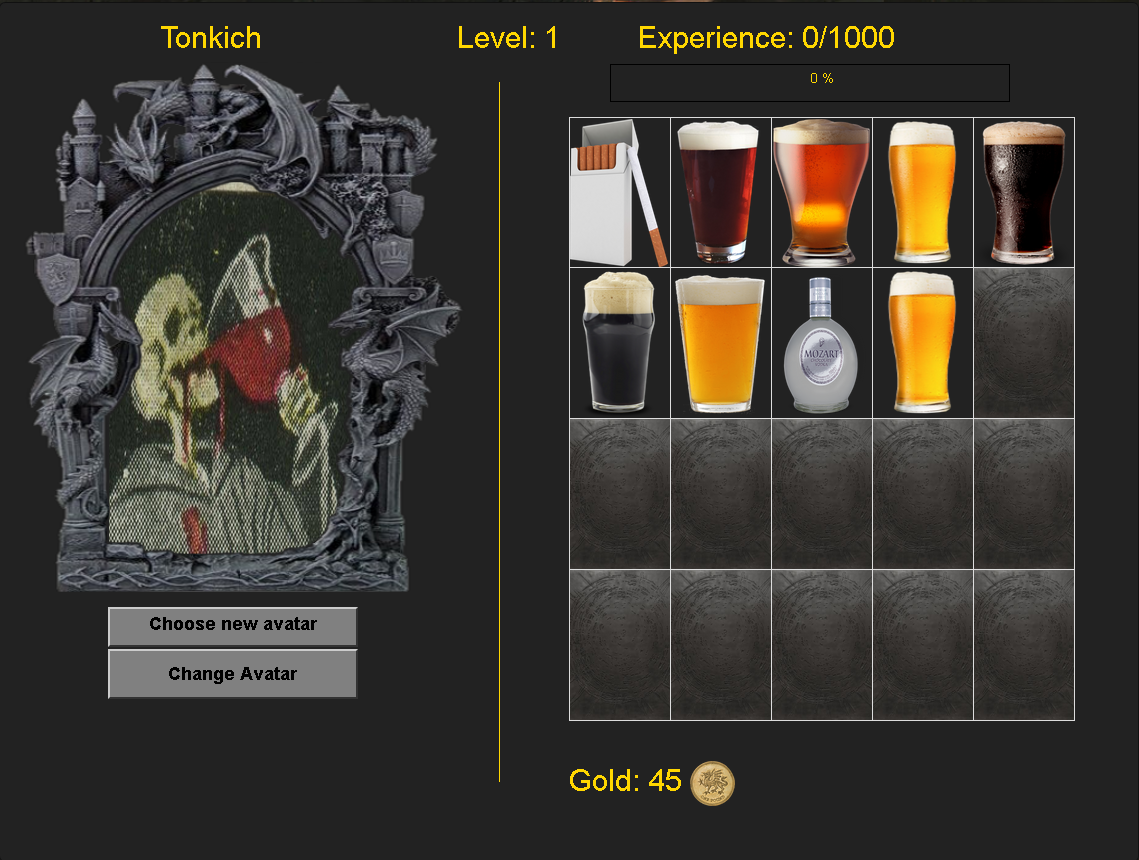 Tonkich
Level: 1
Experience: 0/1000
0 %
MOZART
Choose new avatar
Change Avatar
Gold: 45